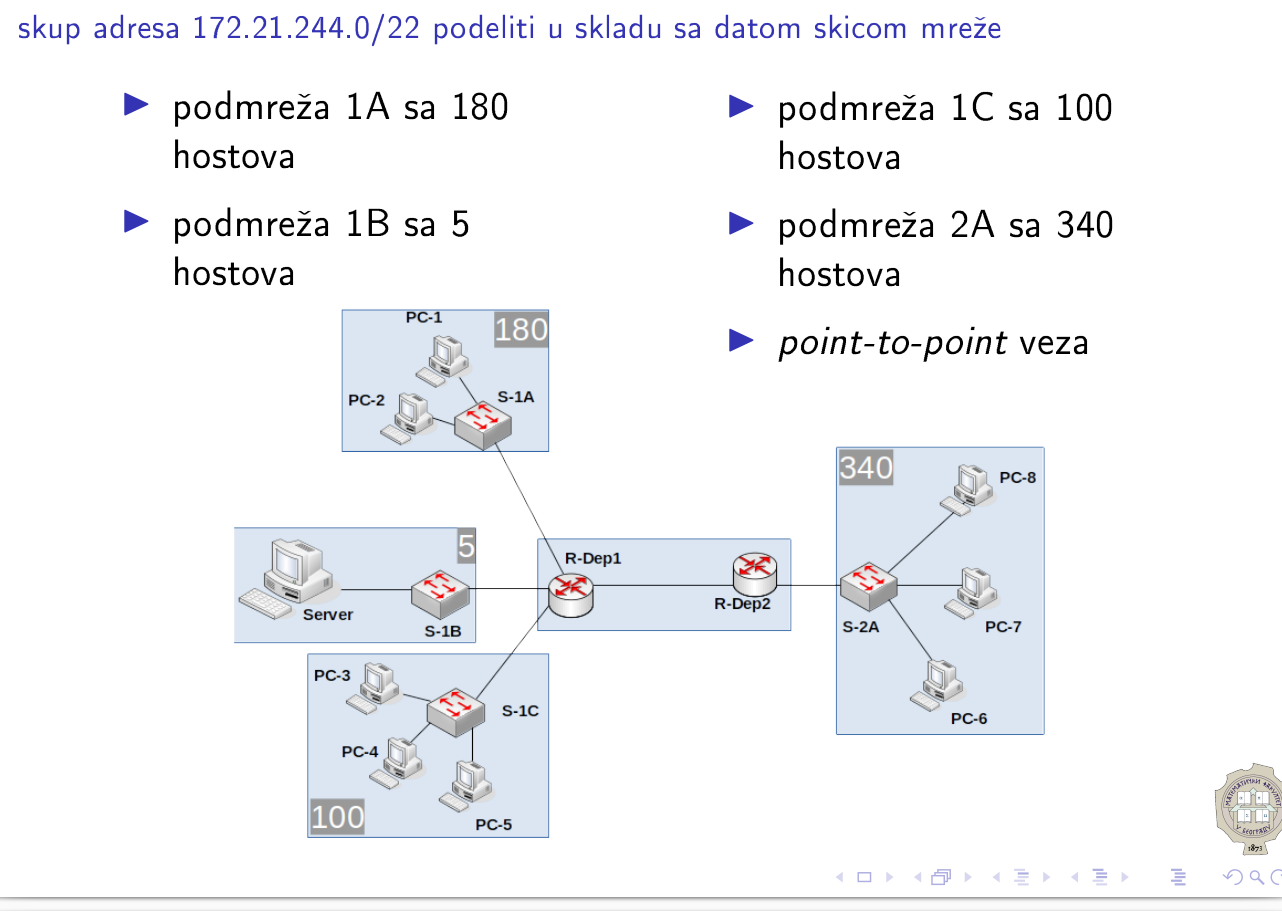 skup adresa 172.21.244.0/22 podeliti u skladu sa datom skicom mreže
podmreža 1A sa 180
hostova
podmreža 1B sa 5
hostova
podmreža 1C sa 100
hostova
podmreža 2A sa 340
hostova
point-to-point veza
PC-1
180
PC-2
S-1A
340
PC-8
5
R-Dep1
Server
S-1B
R-Dep2
S-2A
PC-7
PC-3
S-1C
PC-4
PC-6
100
PC-5
МАТЕМАТИЧКИ ФАКУЛТЕТ
У БЕОГРАДУ
1873